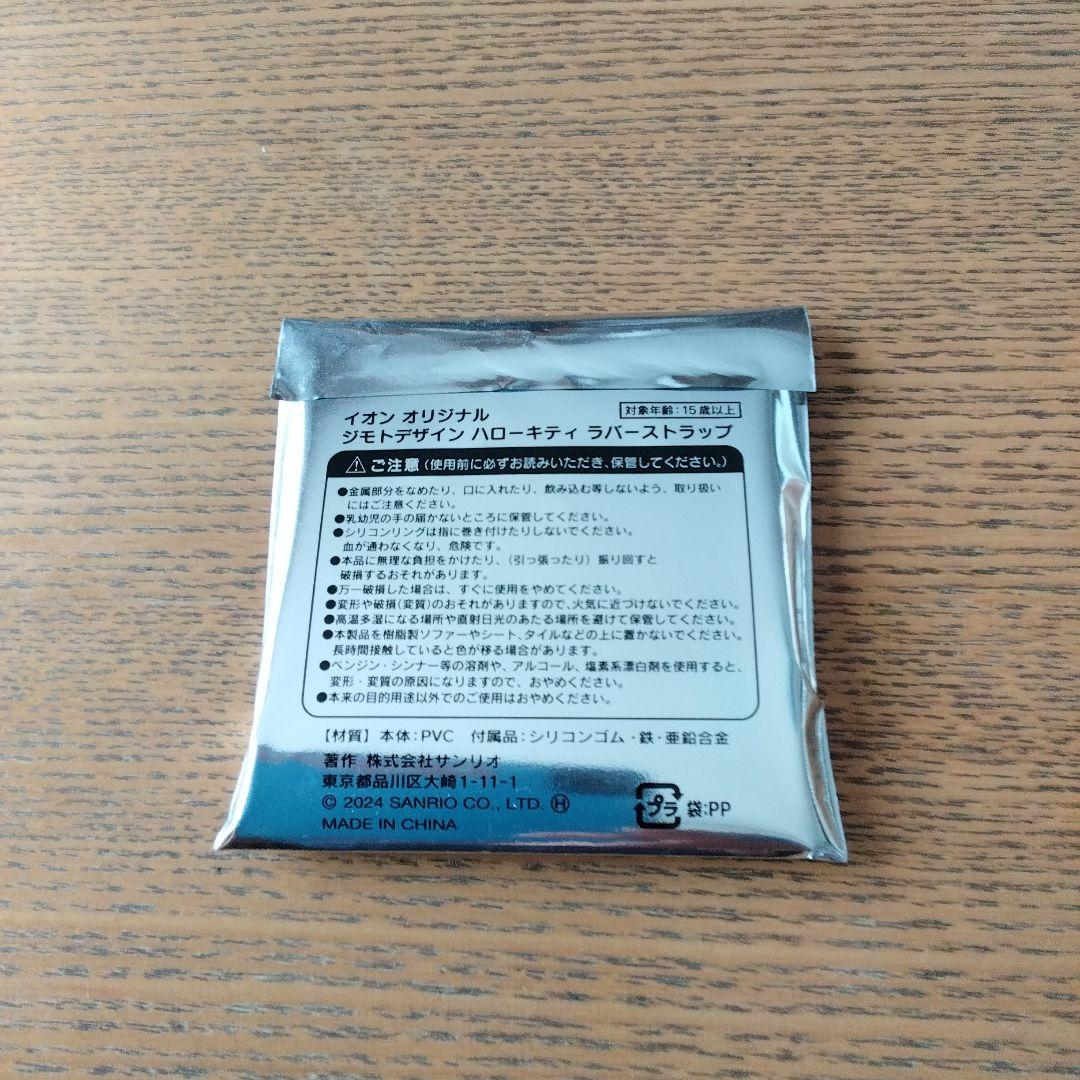 イオン オリジナル
対象年齢:15歳以上
ジモトデザイン ハローキティ ラバーストラップ
ご注意(使用前に必ずお読みいただき、保管してください。)
●金属部分をなめたり、口に入れたり、飲み込む等しないよう、取り扱い
にはご注意ください。
●乳幼児の手の届かないところに保管してください。
●シリコンリングは指に巻き付けたりしないでください。
血が通わなくなり、危険です。
●本品に無理な負担をかけたり、(引っ張ったり)振り回すと
破損するおそれがあります。
●万一破損した場合は、すぐに使用をやめてください。
●変形や破損(変質)のおそれがありますので、火気に近づけないでください。
●高温多湿になる場所や直射日光のあたる場所を避けて保管してください。
●本製品を樹脂製ソファーやシート、タイルなどの上に置かないでください。
長時間接触していると色が移る場合があります。
●ベンジン・シンナー等の溶剤や、アルコール、塩素系漂白剤を使用すると、
変形・変質の原因になりますので、おやめください。
●本来の目的用途以外でのご使用はおやめください。
【材質】本体:PVC 付属品:シリコンゴム・鉄・亜鉛合金
著作 株式会社サンリオ
東京都品川区大崎1-11-1
© 2024 SANRIO CO., LTD. Ⓗ
MADE IN CHINA
プラ 袋:PP